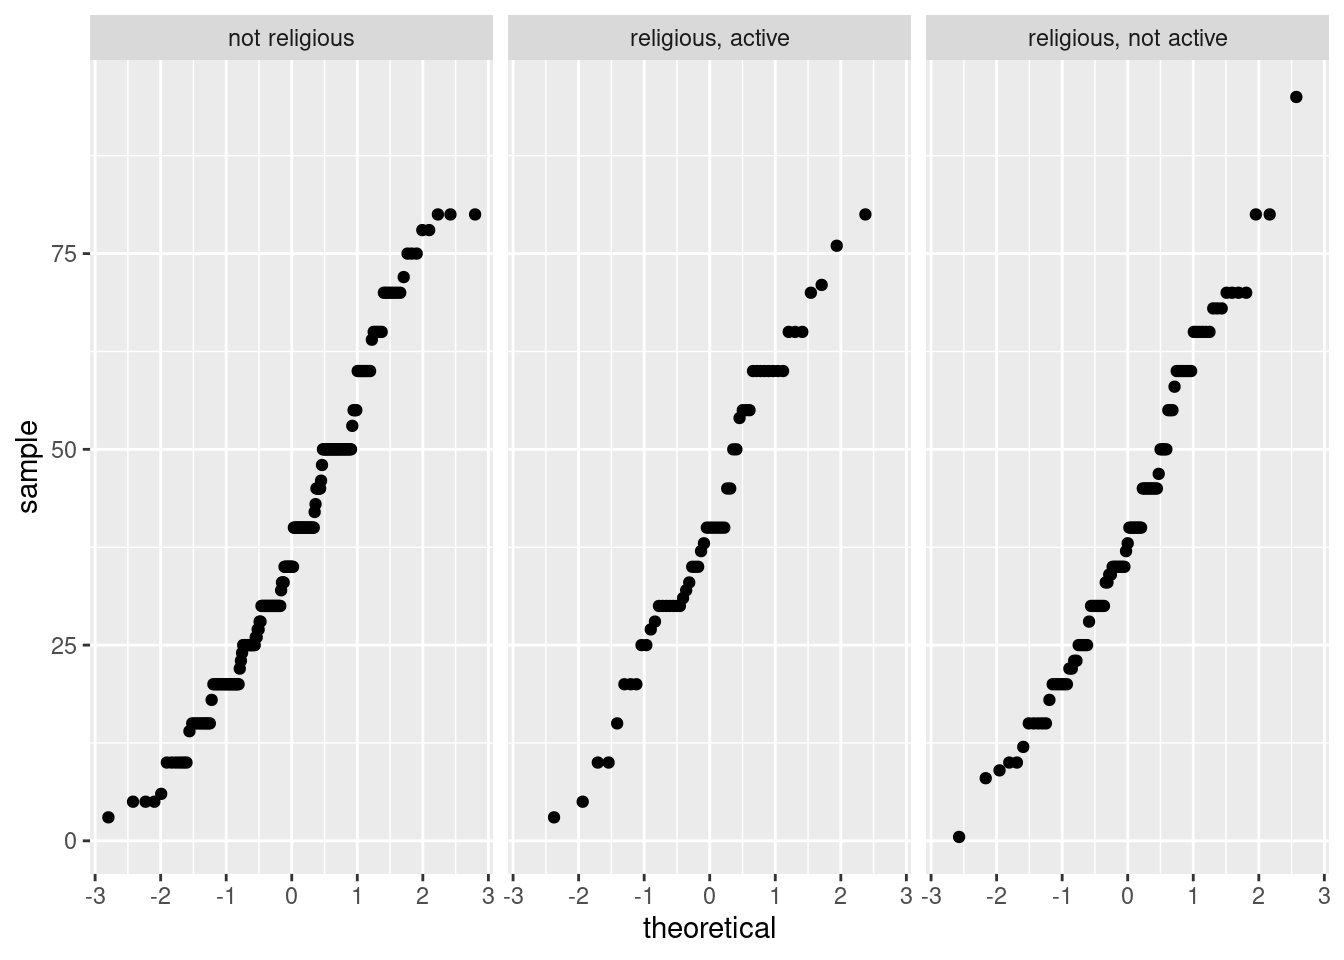 not religious
religious, active
religious, not active
sample
75
50
25
0
-3 -2 -1 0 1 2 3
-3 -2 -1 0 1 2 3
-3 -2 -1 0 1 2 3
theoretical